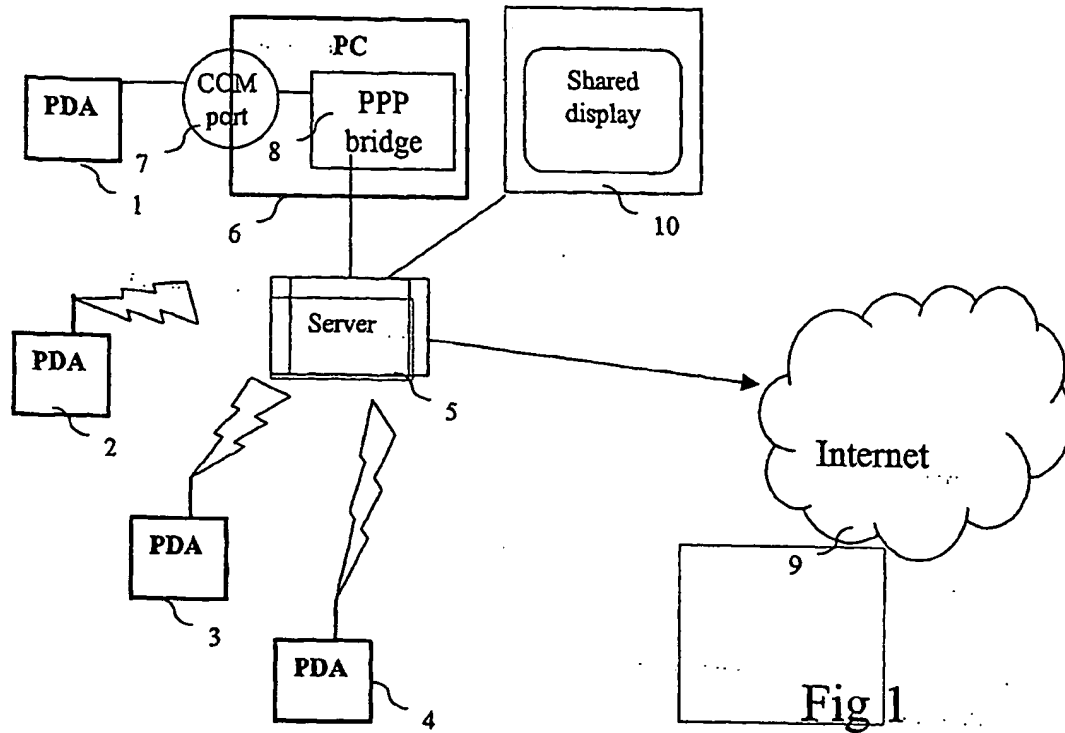 PC
PDA
COM
port
PPP
bridge
Shared
display
7
8
1
6
10
Server
PDA
5
2
Internet
PDA
9
3
PDA
Fig 1
4